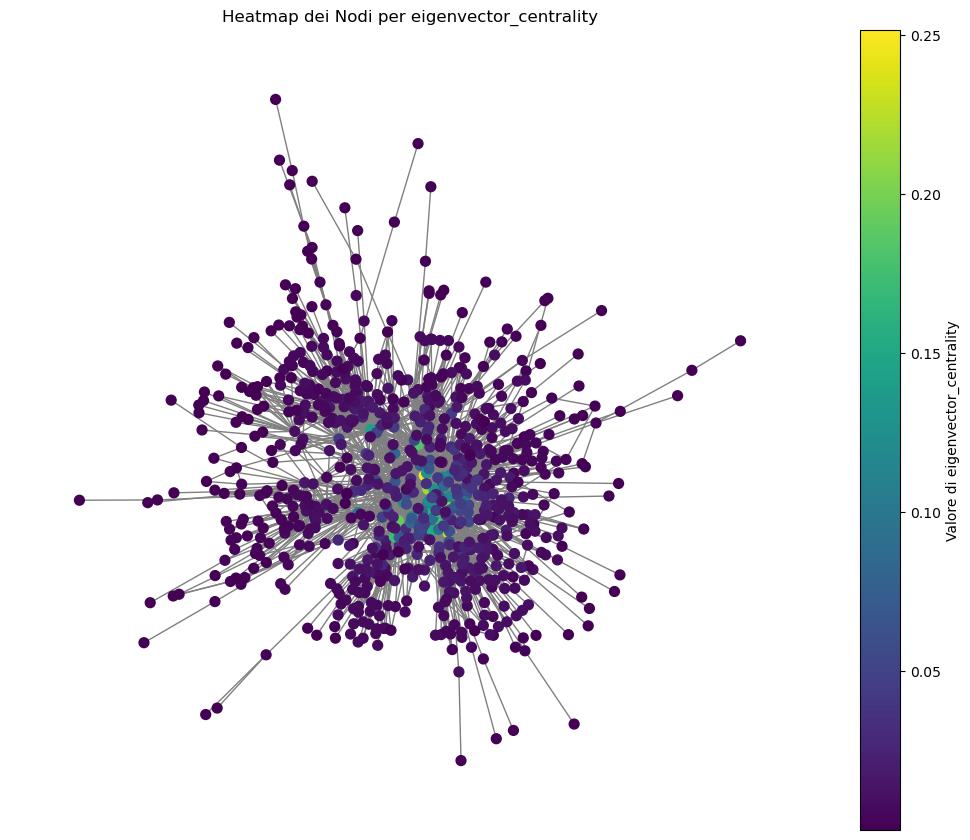 Heatmap dei Nodi per eigenvector_centrality
0.25
0.20
0.15
0.10
0.05
Valore di eigenvector_centrality